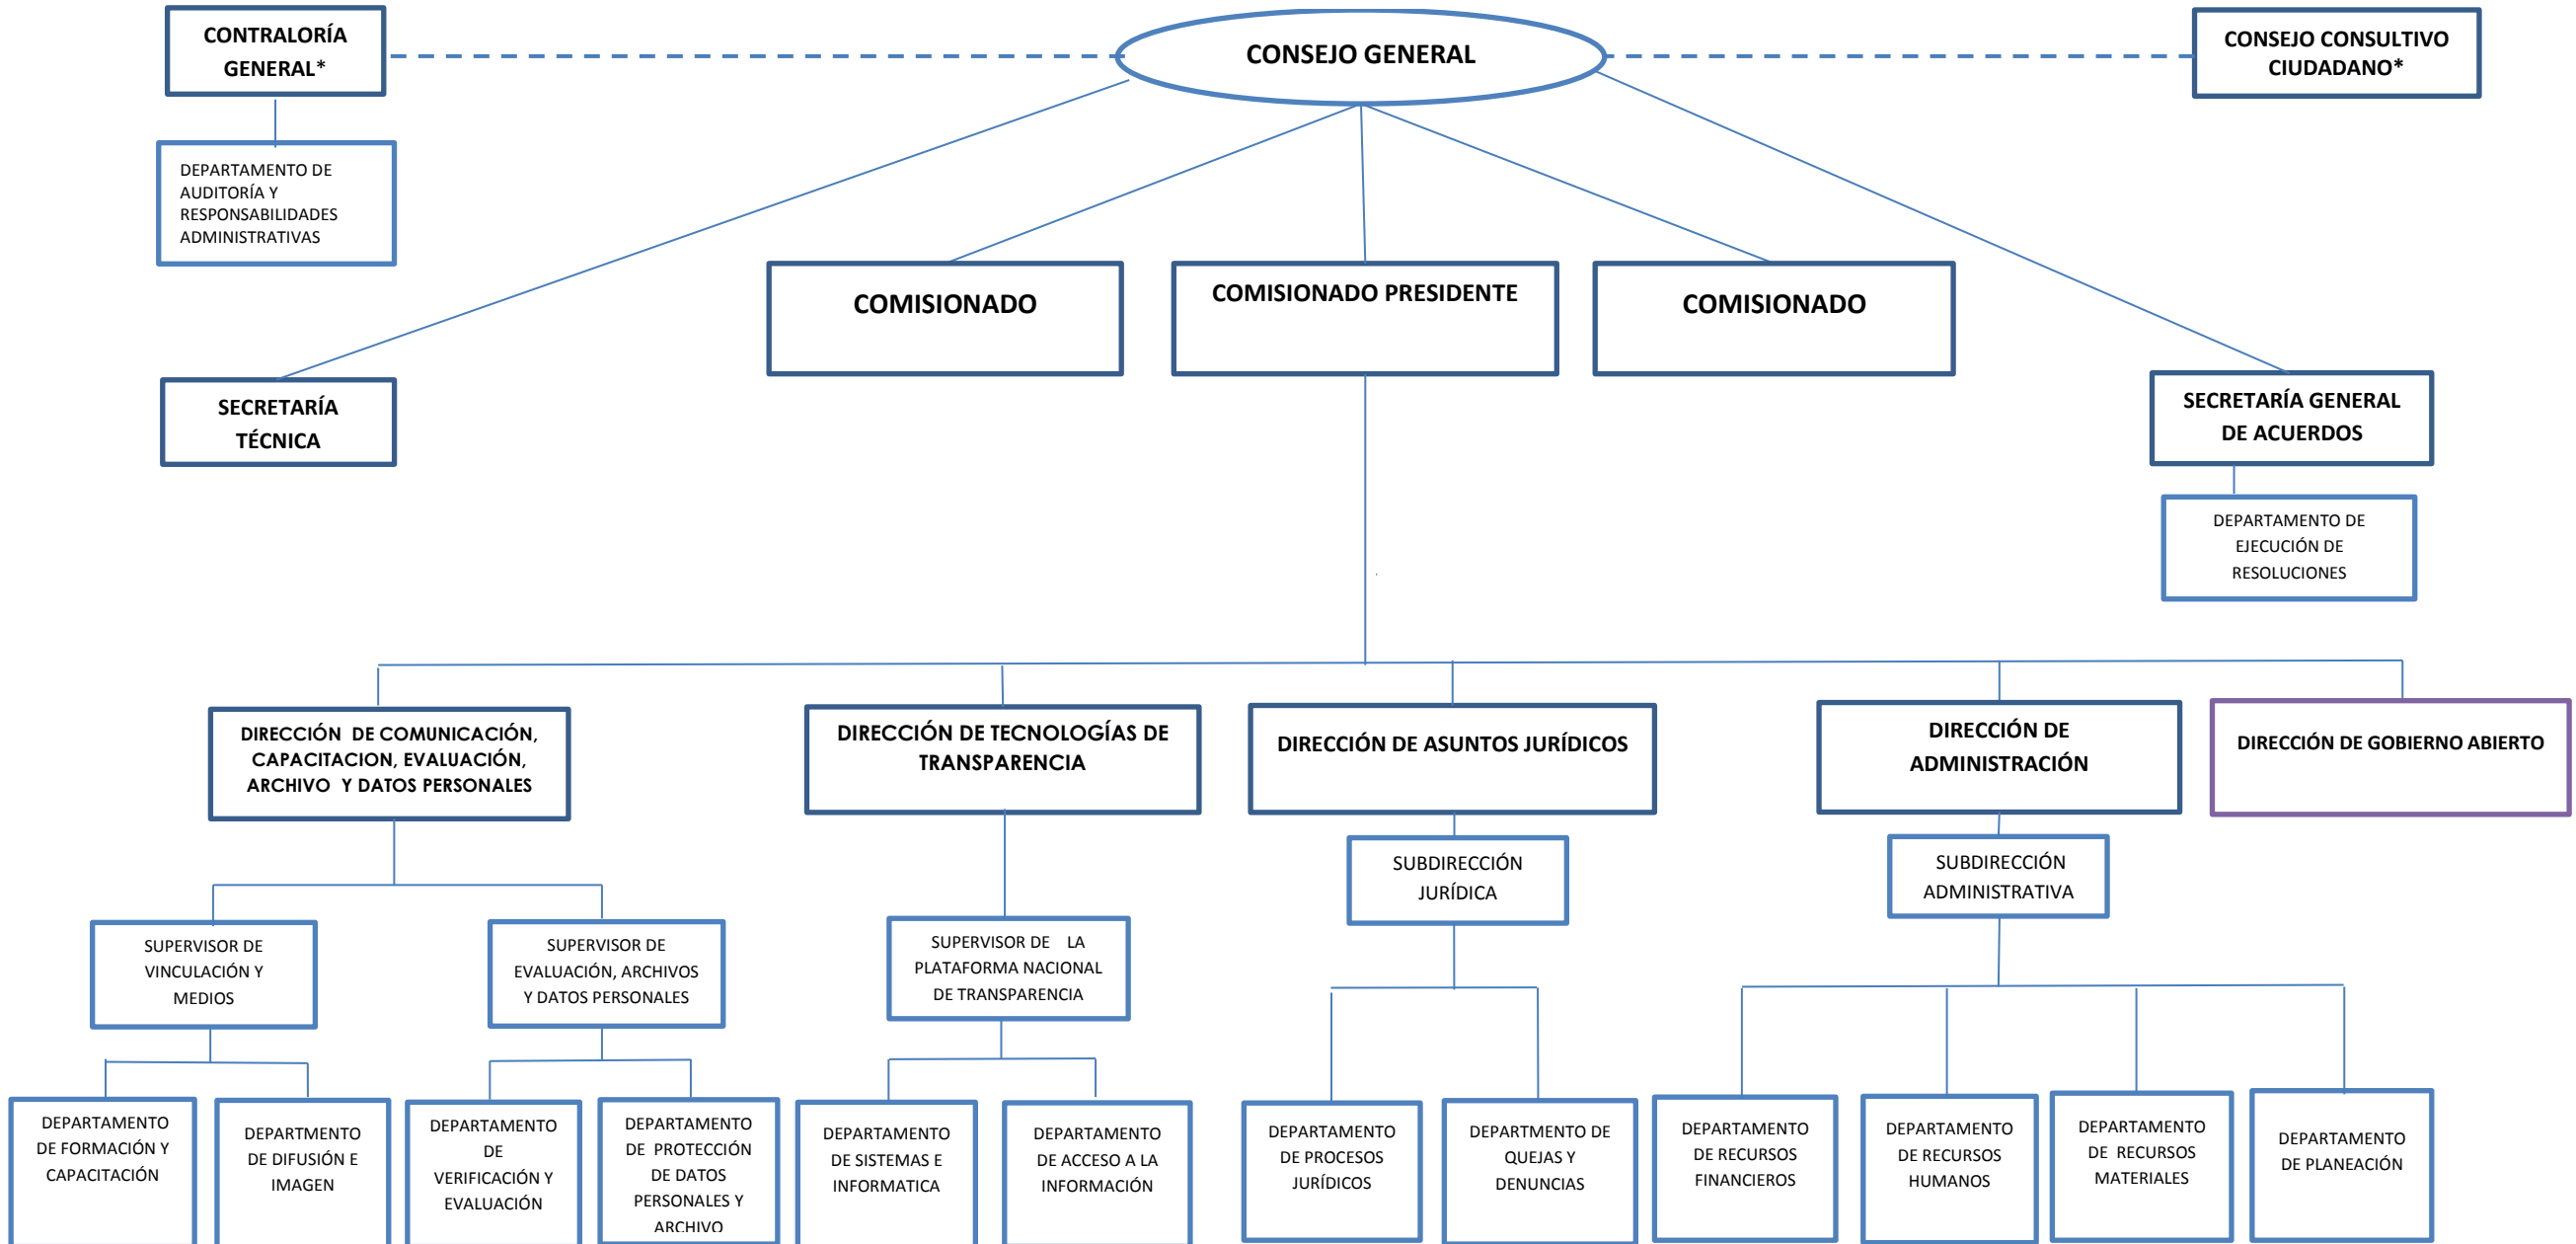 CONTRALORÍA
GENERAL*
CONSEJO GENERAL
CONSEJO CONSULTIVO
CIUDADANO*
DEPARTAMENTO DE
AUDITORÍA Y
RESPONSABILIDADES
ADMINISTRATIVAS
COMISIONADO
COMISIONADO PRESIDENTE
COMISIONADO
SECRETARÍA
TÉCNICA
SECRETARÍA GENERAL
DE ACUERDOS
DEPARTAMENTO DE
EJECUCIÓN DE
RESOLUCIONES
DIRECCIÓN DE COMUNICACIÓN,
CAPACITACION, EVALUACIÓN,
ARCHIVO Y DATOS PERSONALES
DIRECCIÓN DE TECNOLOGÍAS DE
TRANSPARENCIA
DIRECCIÓN DE ASUNTOS JURÍDICOS
DIRECCIÓN DE
ADMINISTRACIÓN
DIRECCIÓN DE GOBIERNO ABIERTO
SUBDIRECCIÓN
JURÍDICA
SUBDIRECCIÓN
ADMINISTRATIVA
SUPERVISOR DE
VINCULACIÓN Y
MEDIOS
SUPERVISOR DE
EVALUACIÓN, ARCHIVOS
Y DATOS PERSONALES
SUPERVISOR DE LA
PLATAFORMA NACIONAL
DE TRANSPARENCIA
DEPARTAMENTO
DE FORMACIÓN Y
CAPACITACIÓN
DEPARTMENTO
DE DIFUSIÓN E
IMAGEN
DEPARTAMENTO
DE
VERIFICACIÓN Y
EVALUACIÓN
DEPARTAMENTO
DE PROTECCIÓN
DE DATOS
PERSONALES Y
ARCHIVO
DEPARTAMENTO
DE SISTEMAS E
INFORMATICA
DEPARTAMENTO
DE ACCESO A LA
INFORMACIÓN
DEPARTAMENTO
DE PROCESOS
JURÍDICOS
DEPARTMENTO DE
QUEJAS Y
DENUNCIAS
DEPARTAMENTO
DE RECURSOS
FINANCIEROS
DEPARTAMENTO
DE RECURSOS
HUMANOS
DEPARTAMENTO
DE RECURSOS
MATERIALES
DEPARTAMENTO
DE PLANEACIÓN